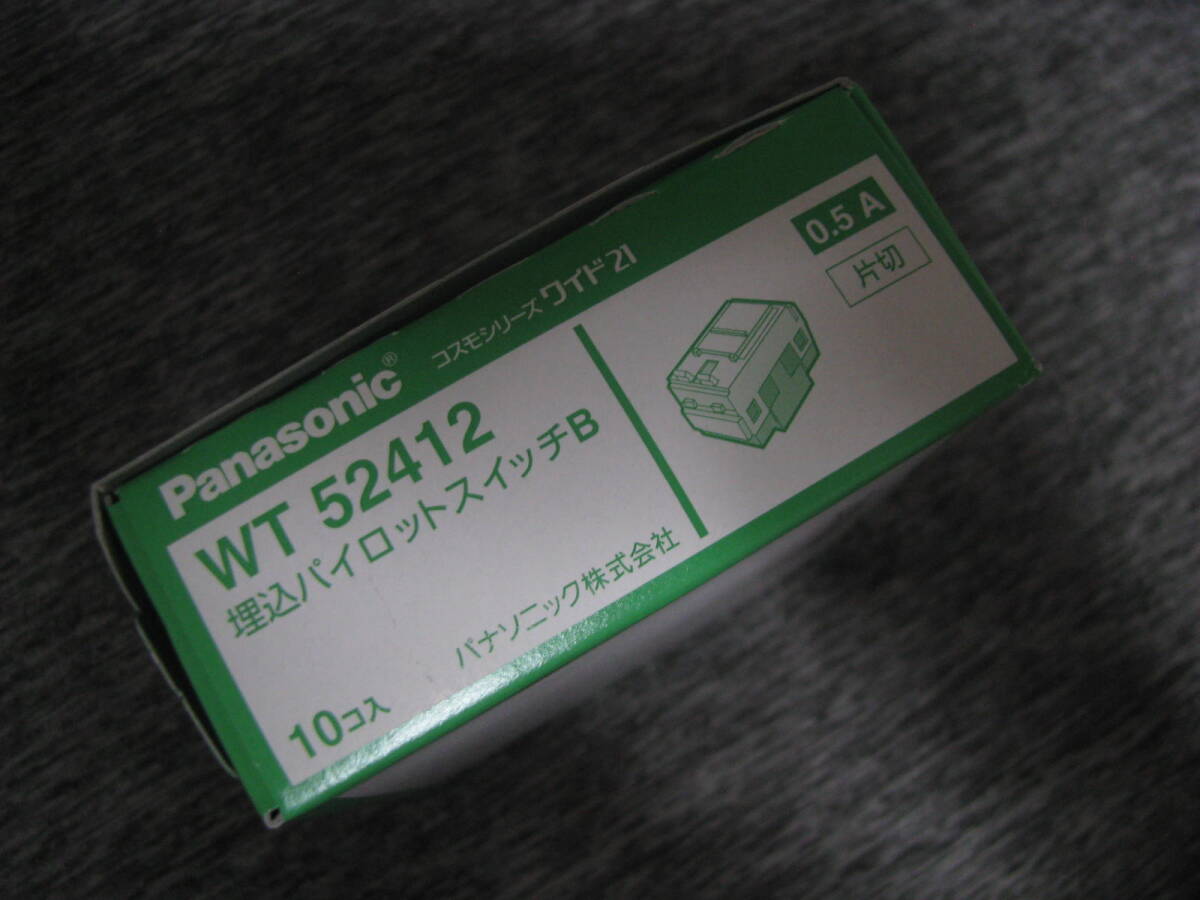 Panasonic® コスモシリーズワイド21
WT 52412
埋込パイロットスイッチB
10コ入
パナソニック株式会社
0.5 A
片切